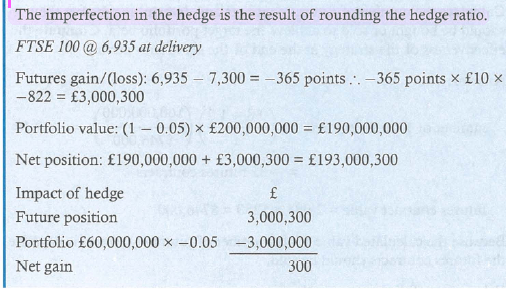 The imperfection in the hedge is the result of rounding the hedge ratio.
FTSE 100 @ 6,935 at delivery
Futures gain/(loss): 6,935 – 7,300 = –365 points ∴ –365 points × £10 ×
–822 = £3,000,300
Portfolio value: (1 – 0.05) × £200,000,000 = £190,000,000
Net position: £190,000,000 + £3,000,300 = £193,000,300
Impact of hedge £
Future position 3,000,300
Portfolio £60,000,000 × –0.05 –3,000,000
Net gain 300